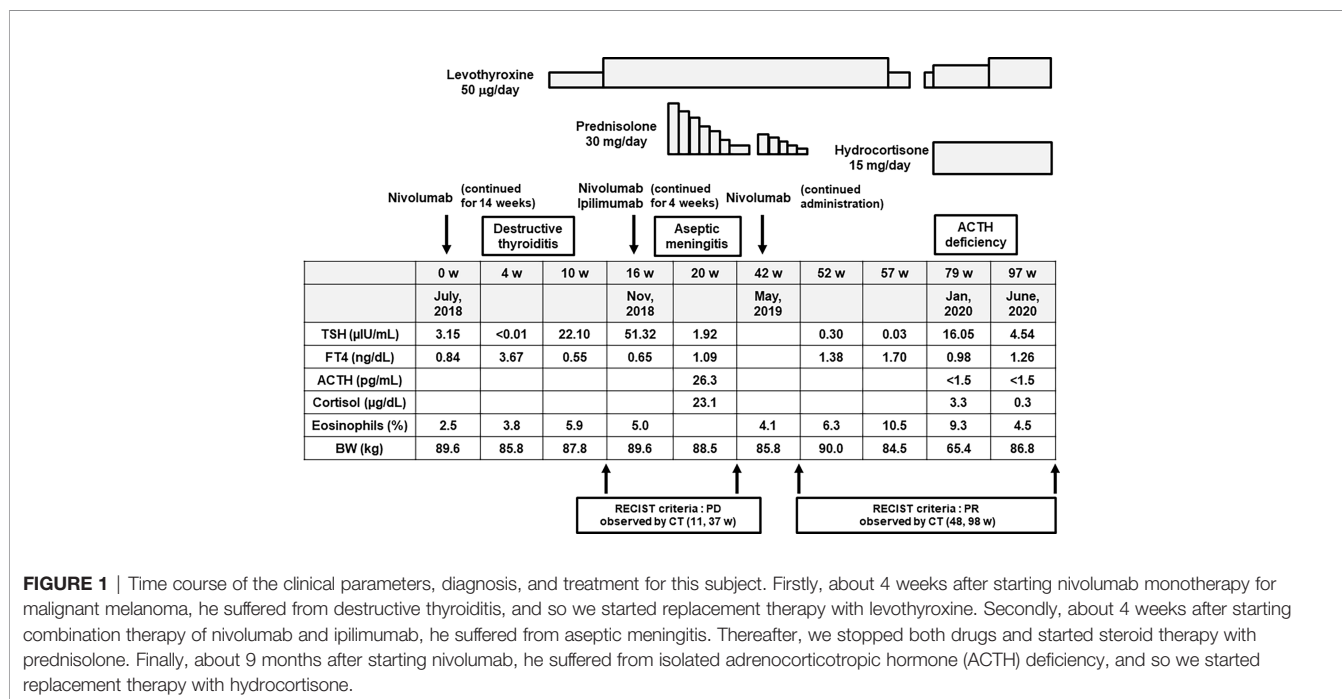 Levothyroxine
50 µg/day
Prednisolone
30 mg/day
Hydrocortisone
15 mg/day
Nivolumab (continued for 14 weeks)
Nivolumab
Ipilimumab (continued for 4 weeks)
Nivolumab (continued administration)
Destructive
thyroiditis
Aseptic
meningitis
ACTH
deficiency
0 w 4 w 10 w 16 w 20 w 42 w 52 w 57 w 79 w 97 w
July, 2018 Nov, 2018 May, 2019 Jan, 2020 June, 2020
TSH (µIU/mL) 3.15 <0.01 22.10 51.32 1.92 0.30 0.03 16.05 4.54
FT4 (ng/dL) 0.84 3.67 0.55 0.65 1.09 1.38 1.70 0.98 1.26
ACTH (pg/mL) 26.3 <1.5 <1.5
Cortisol (µg/dL) 23.1 3.3 0.3
Eosinophils (%) 2.5 3.8 5.9 5.0 4.1 6.3 10.5 9.3 4.5
BW (kg) 89.6 85.8 87.8 89.6 88.5 85.8 90.0 84.5 65.4 86.8
RECIST criteria : PD
observed by CT (11, 37 w)
RECIST criteria : PR
observed by CT (48, 98 w)
FIGURE 1 | Time course of the clinical parameters, diagnosis, and treatment for this subject. Firstly, about 4 weeks after starting nivolumab monotherapy for
malignant melanoma, he suffered from destructive thyroiditis, and so we started replacement therapy with levothyroxine. Secondly, about 4 weeks after starting
combination therapy of nivolumab and ipilimumab, he suffered from aseptic meningitis. Thereafter, we stopped both drugs and started steroid therapy with
prednisolone. Finally, about 9 months after starting nivolumab, he suffered from isolated adrenocorticotropic hormone (ACTH) deficiency, and so we started
replacement therapy with hydrocortisone.